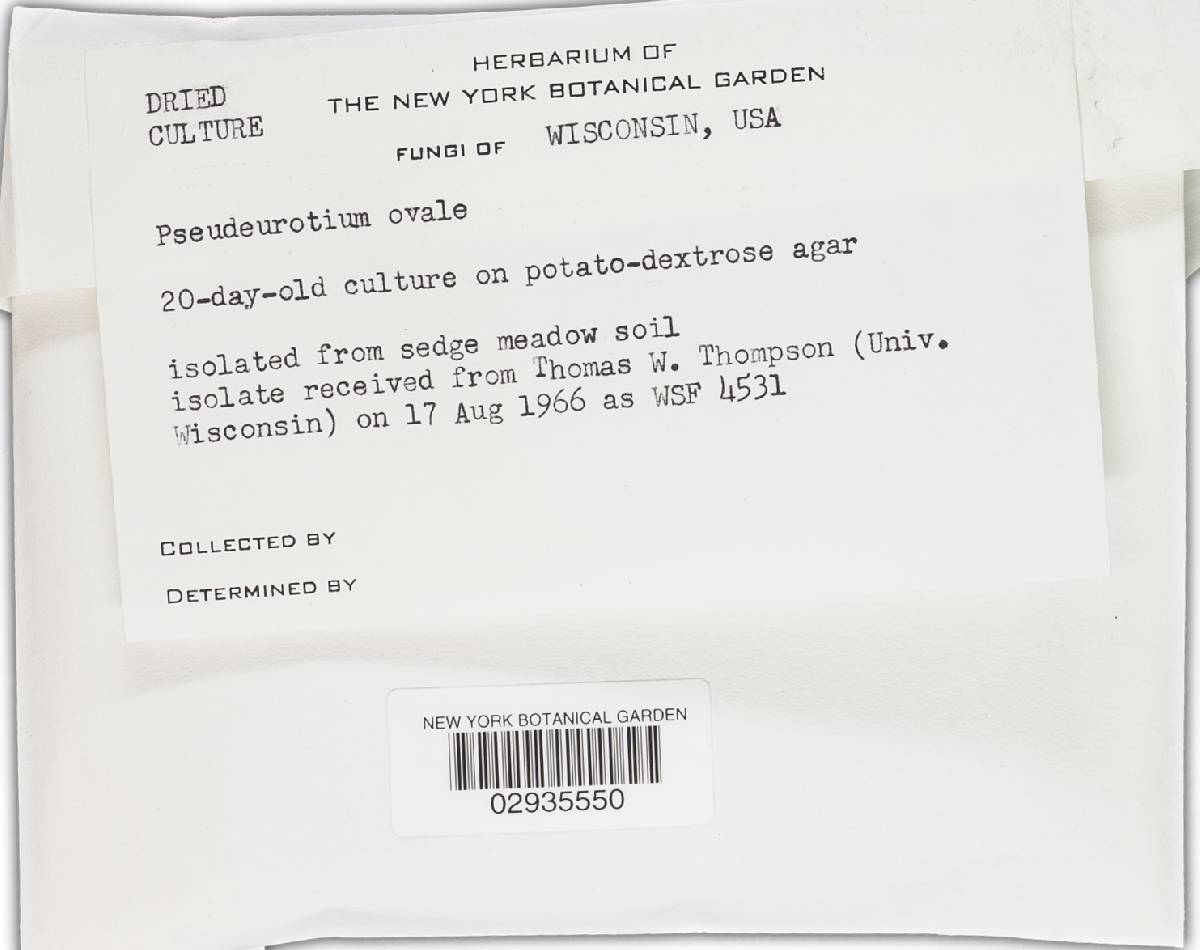 HERBARIUM OF
DRIED
THE NEW YORK BOTANICAL GARDEN
CULTURE
FUNGI OF WISCONSIN, USA
Pseudeurotium ovale
20-day-old culture on potato-dextrose agar
isolated from sedge meadow soil
isolate received from Thomas W. Thompson (Univ.
Wisconsin) on 17 Aug 1966 as WSF 4531
COLLECTED BY
DETERMINED BY
NEW YORK BOTANICAL GARDEN
02935550